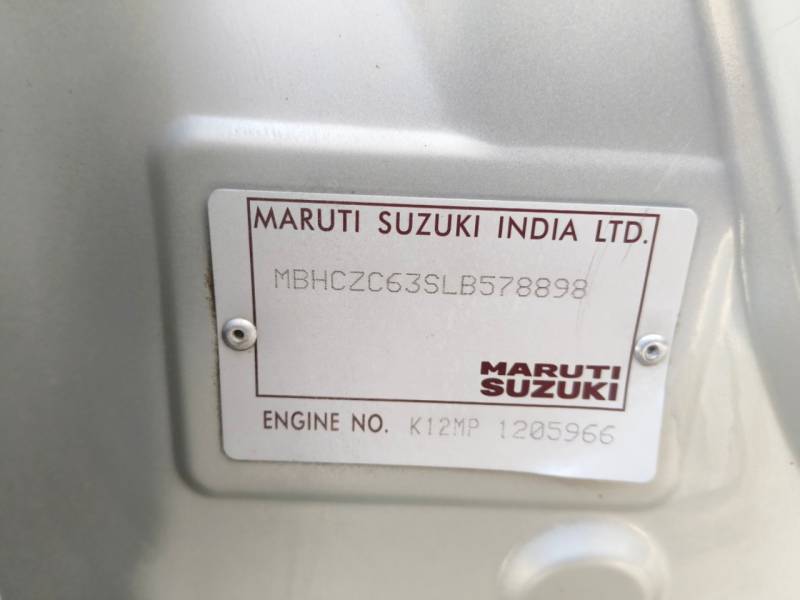 MARUTI SUZUKI INDIA LTD.
MBHCZC63SLB578898
MARUTI
SUZUKI
ENGINE NO. K12MP 1205966